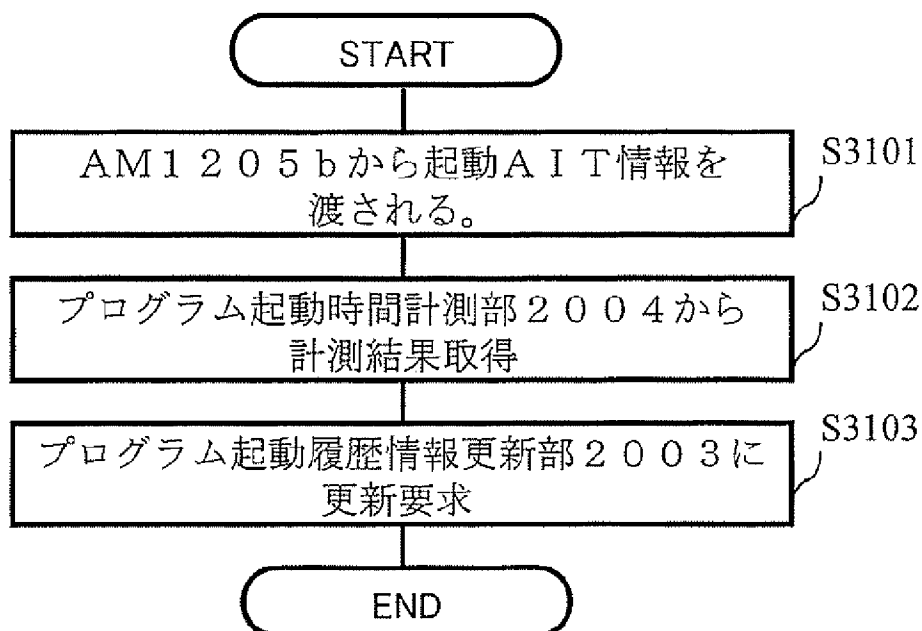 START
AM1205bから起動AIT情報を
渡される。
S3101
プログラム起動時間計測部2004から
計測結果取得
S3102
プログラム起動履歴情報更新部2003に
更新要求
S3103
END